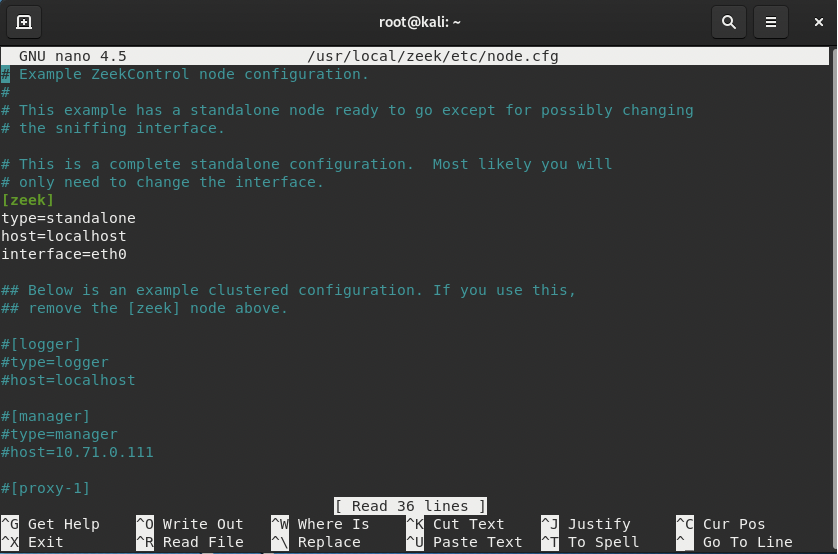 root@kali: ~
GNU nano 4.5 /usr/local/zeek/etc/node.cfg
# Example ZeekControl node configuration.
#
# This example has a standalone node ready to go except for possibly changing
# the sniffing interface.
# This is a complete standalone configuration.  Most likely you will
# only need to change the interface.
[zeek]
type=standalone
host=localhost
interface=eth0
## Below is an example clustered configuration. If you use this,
## remove the [zeek] node above.
#[logger]
#type=logger
#host=localhost
#[manager]
#type=manager
#host=10.71.0.111
#[proxy-1]
[ Read 36 lines ]
^G Get Help ^O Write Out ^W Where Is ^K Cut Text ^J Justify ^C Cur Pos
^X Exit ^R Read File ^\ Replace ^U Paste Text ^T To Spell ^_ Go To Line